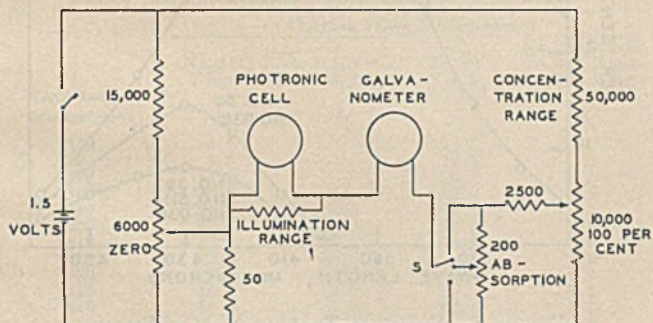 PHOTRONIC
CELL
GALVA-
NOMETER
CONCEN-
TRATION
RANGE
15,000
50,000
1.5
VOLTS
6000
ZERO
ILLUMINATION
RANGE
50
S
2500
200
AB-
SORPTION
10,000
100 PER
CENT